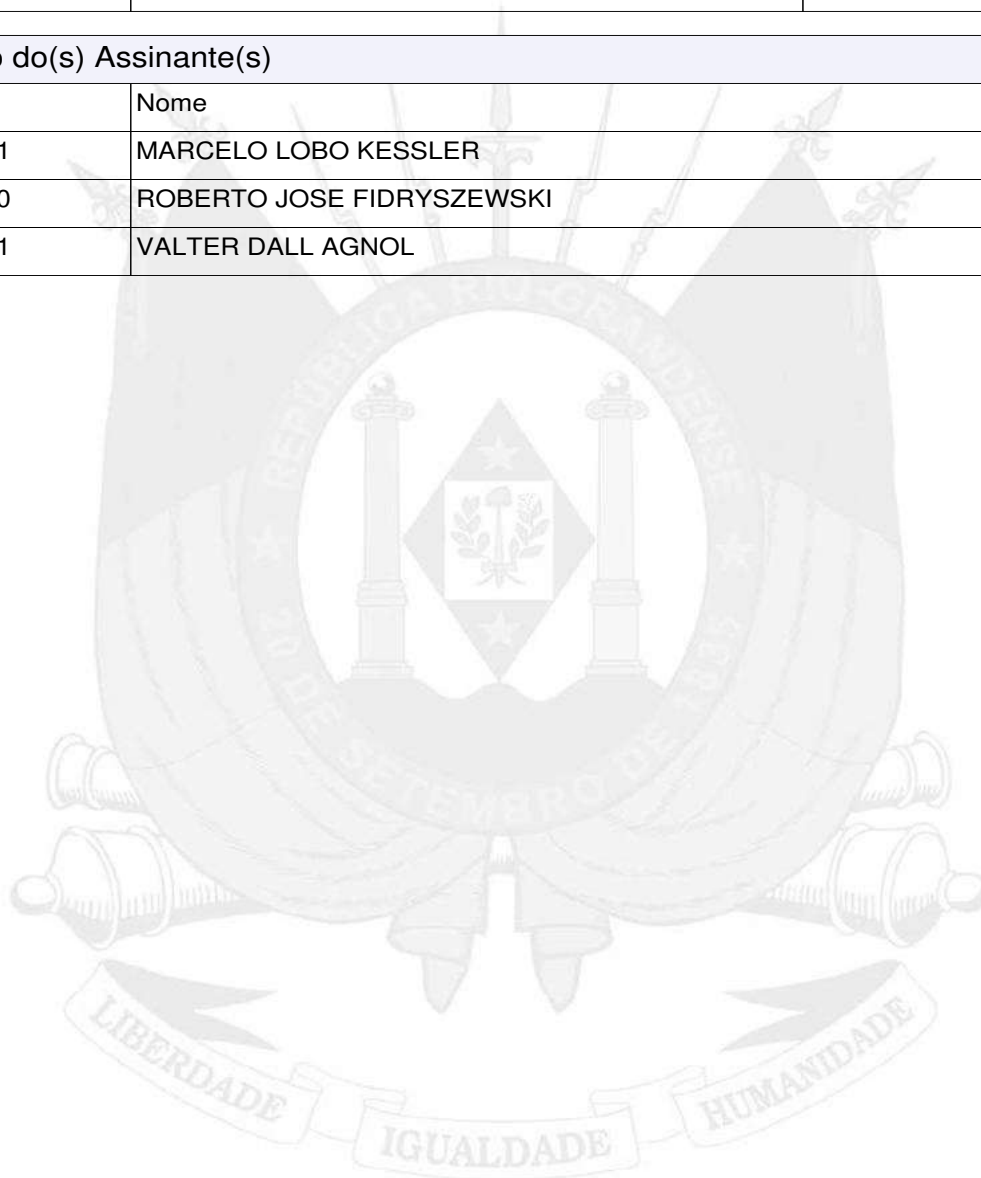 o do(s) Assinante(s)
Nome
1 MARCELO LOBO KESSLER
0 ROBERTO JOSE FIDRYSZEWSKI
1 VALTER DALL AGNOL
REPÚBLICA RIO-GRANDENSE
20 DE SETEMBRO DE 1835
LIBERDADE IGUALDADE HUMANIDADE